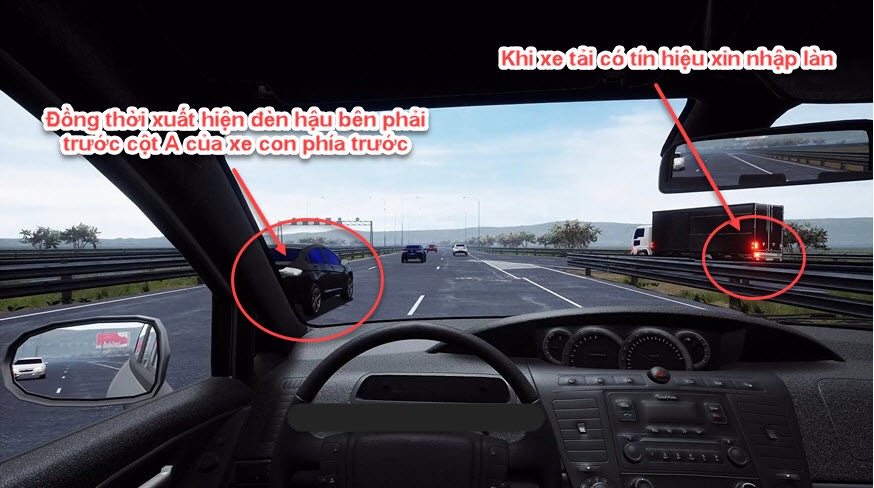 Khi xe tải có tín hiệu xin nhập làn
Đồng thời xuất hiện đèn hậu bên phải
trước cột A của xe con phía trước